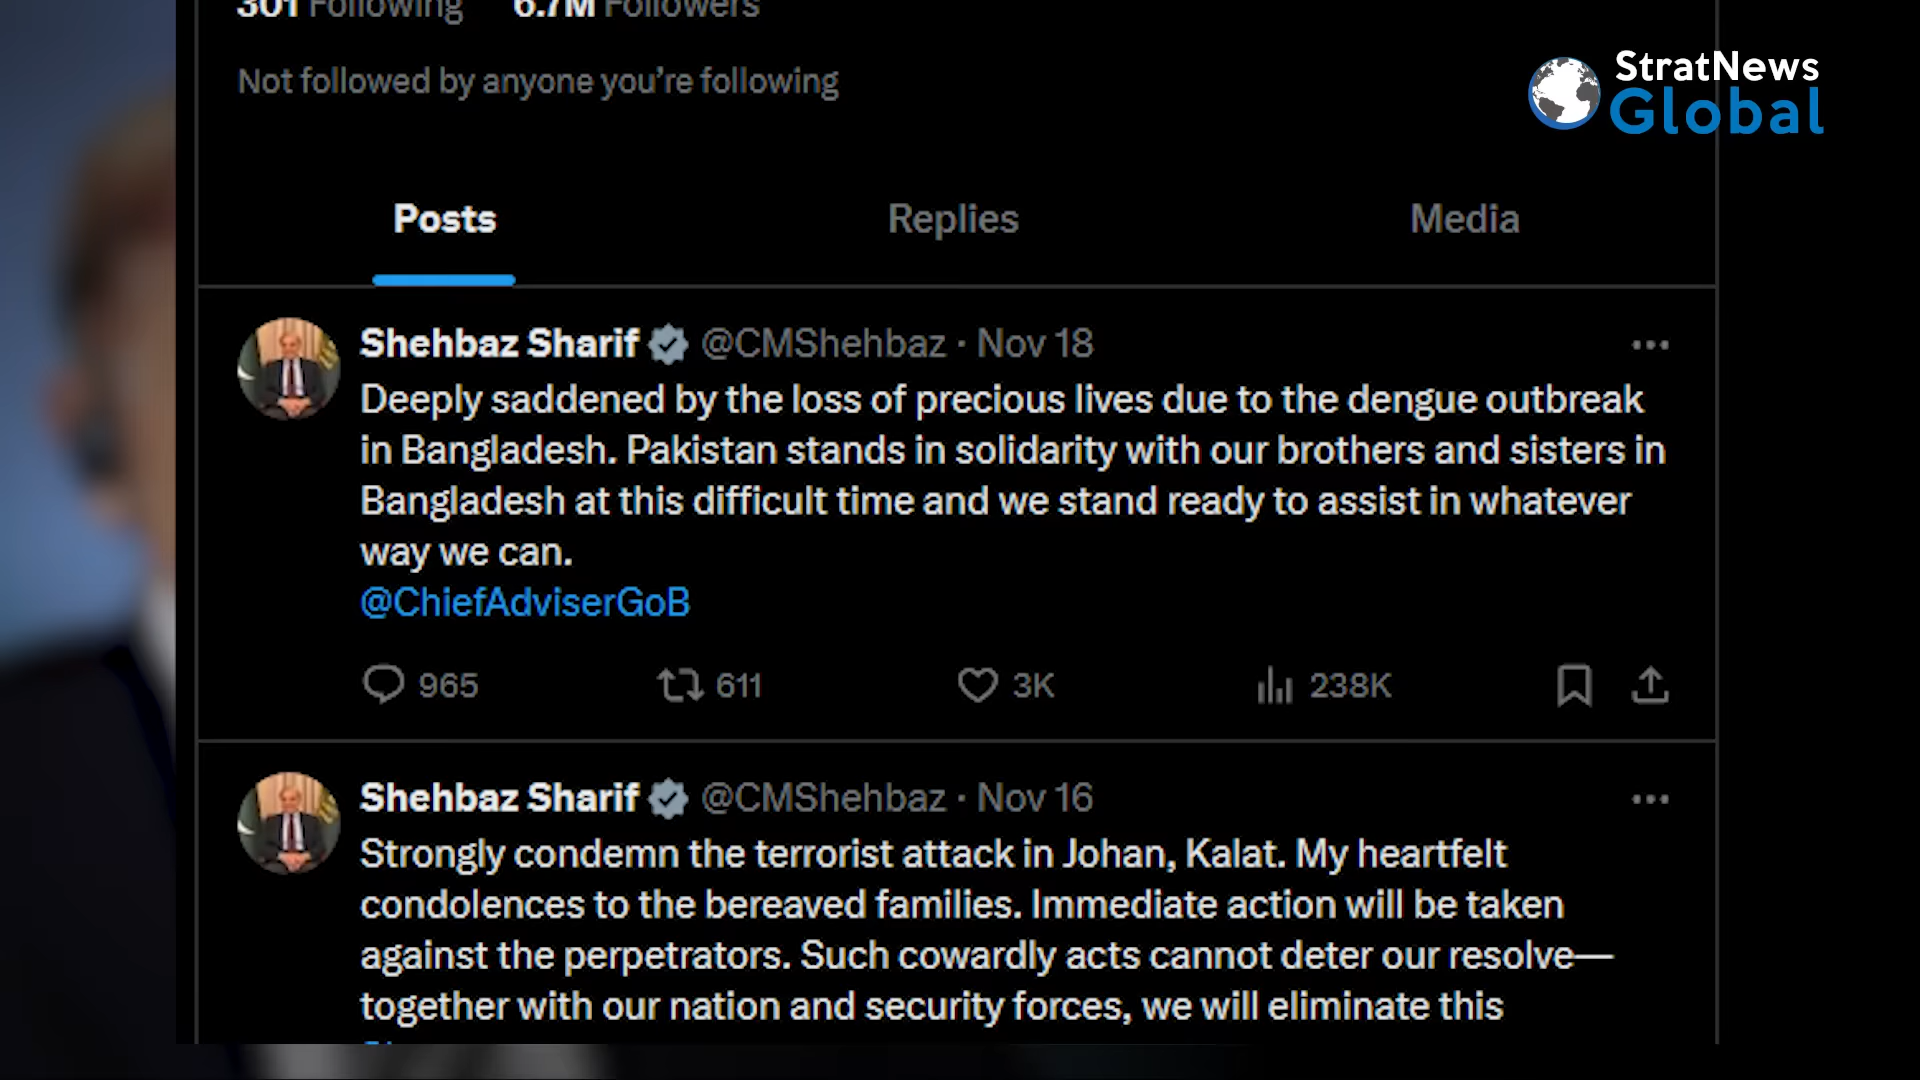 301 Following 6.7M Followers
Not followed by anyone you're following
StratNews
Global
Posts Replies Media
Shehbaz Sharif @CMShehbaz · Nov 18
Deeply saddened by the loss of precious lives due to the dengue outbreak
in Bangladesh. Pakistan stands in solidarity with our brothers and sisters in
Bangladesh at this difficult time and we stand ready to assist in whatever
way we can.
@ChiefAdviserGoB
965 611 3K 238K
Shehbaz Sharif @CMShehbaz · Nov 16
Strongly condemn the terrorist attack in Johan, Kalat. My heartfelt
condolences to the bereaved families. Immediate action will be taken
against the perpetrators. Such cowardly acts cannot deter our resolve—
together with our nation and security forces, we will eliminate this